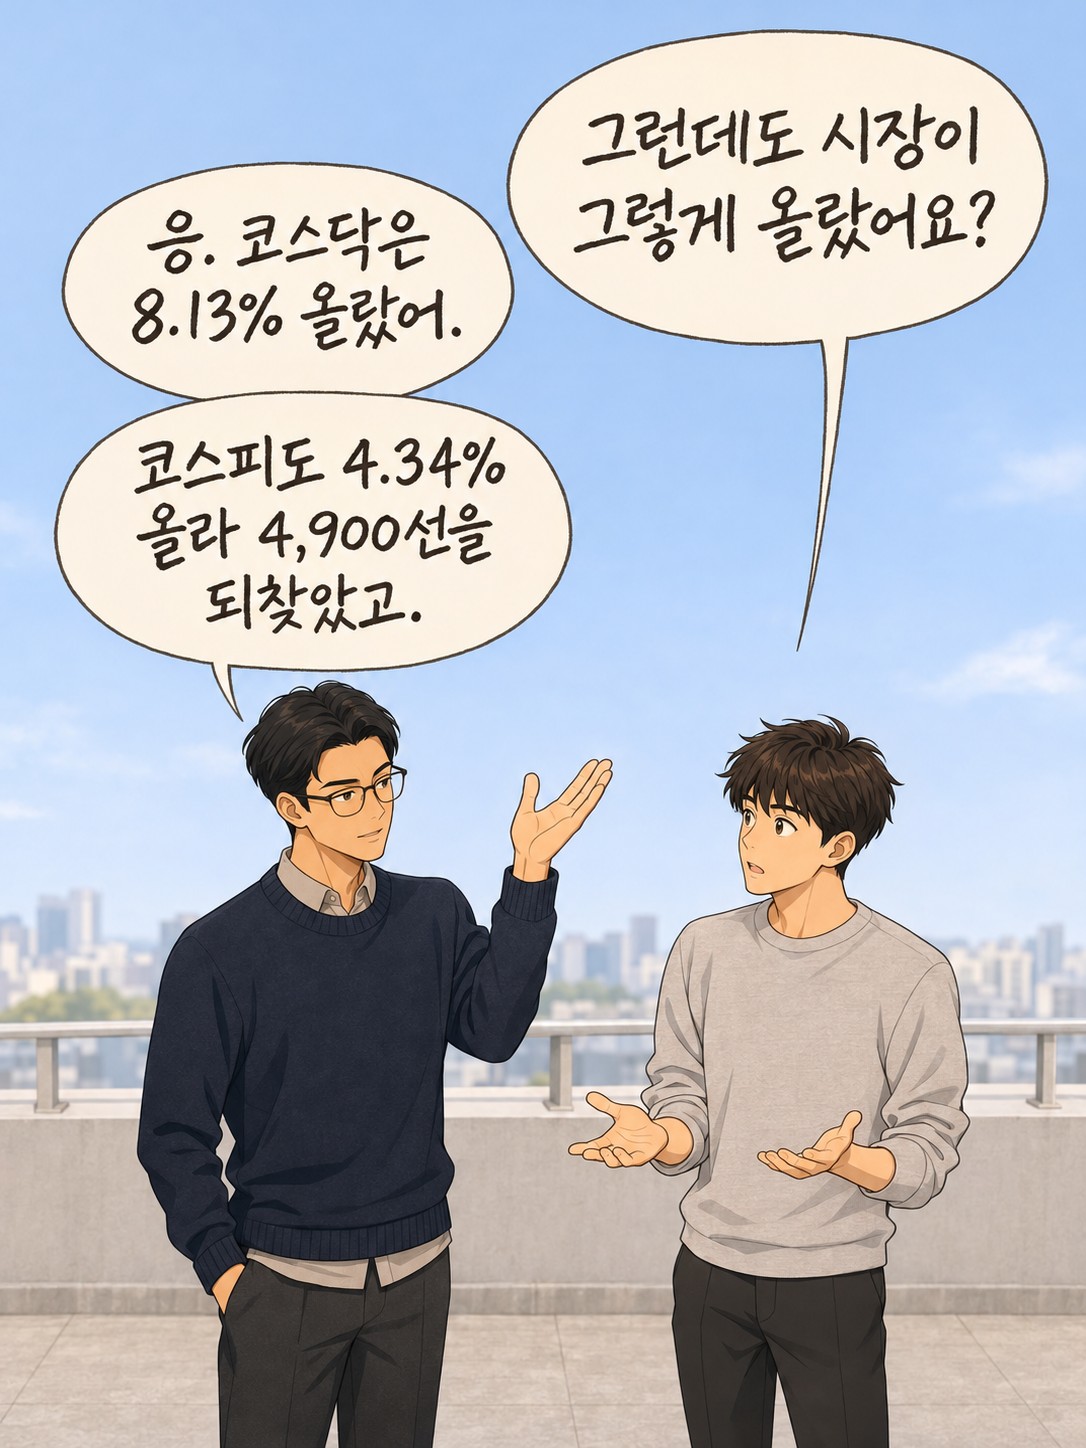 그런데도 시장이
그렇게 올랐어요?
응. 코스닥은
8.13% 올랐어.
코스피도 4.34%
올라 4,900선을
되찾았고.